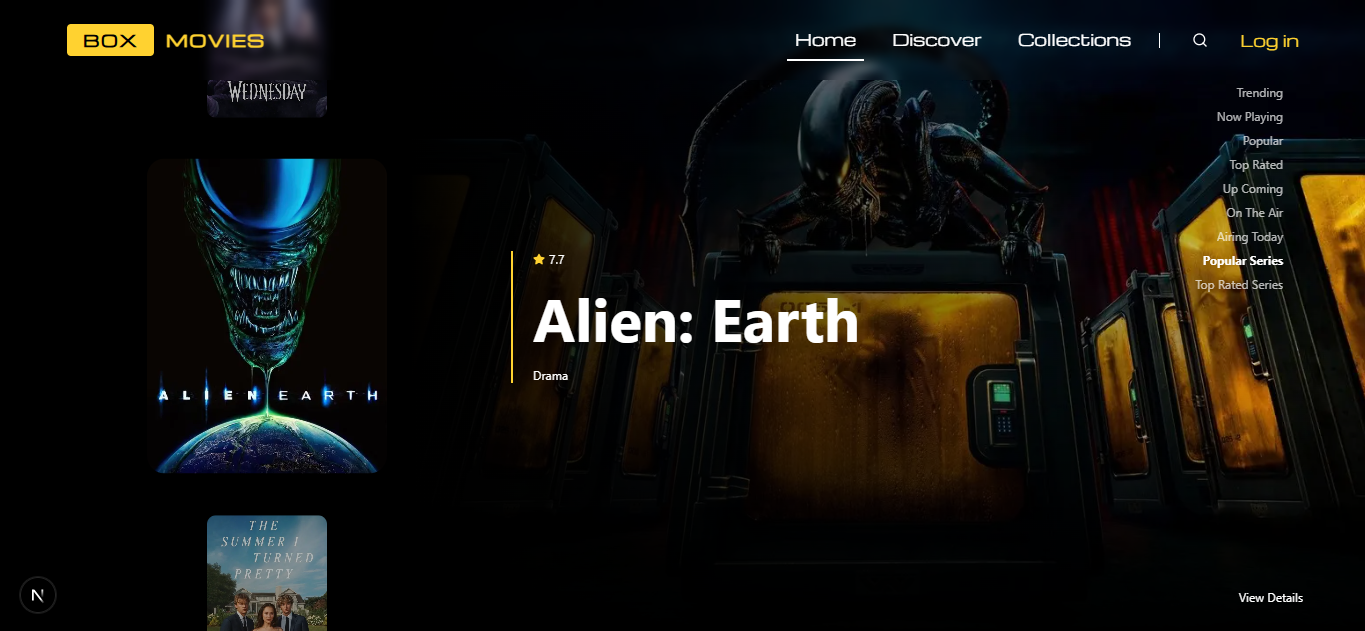 BOX MOVIES
Home Discover Collections Log in
WEDNESDAY
Trending
Now Playing
Popular
Top Rated
Up Coming
On The Air
Airing Today
Popular Series
Top Rated Series
ALIEN EARTH
7.7
Alien: Earth
Drama
THE
SUMMER I
TURNED
PRETTY
N
View Details